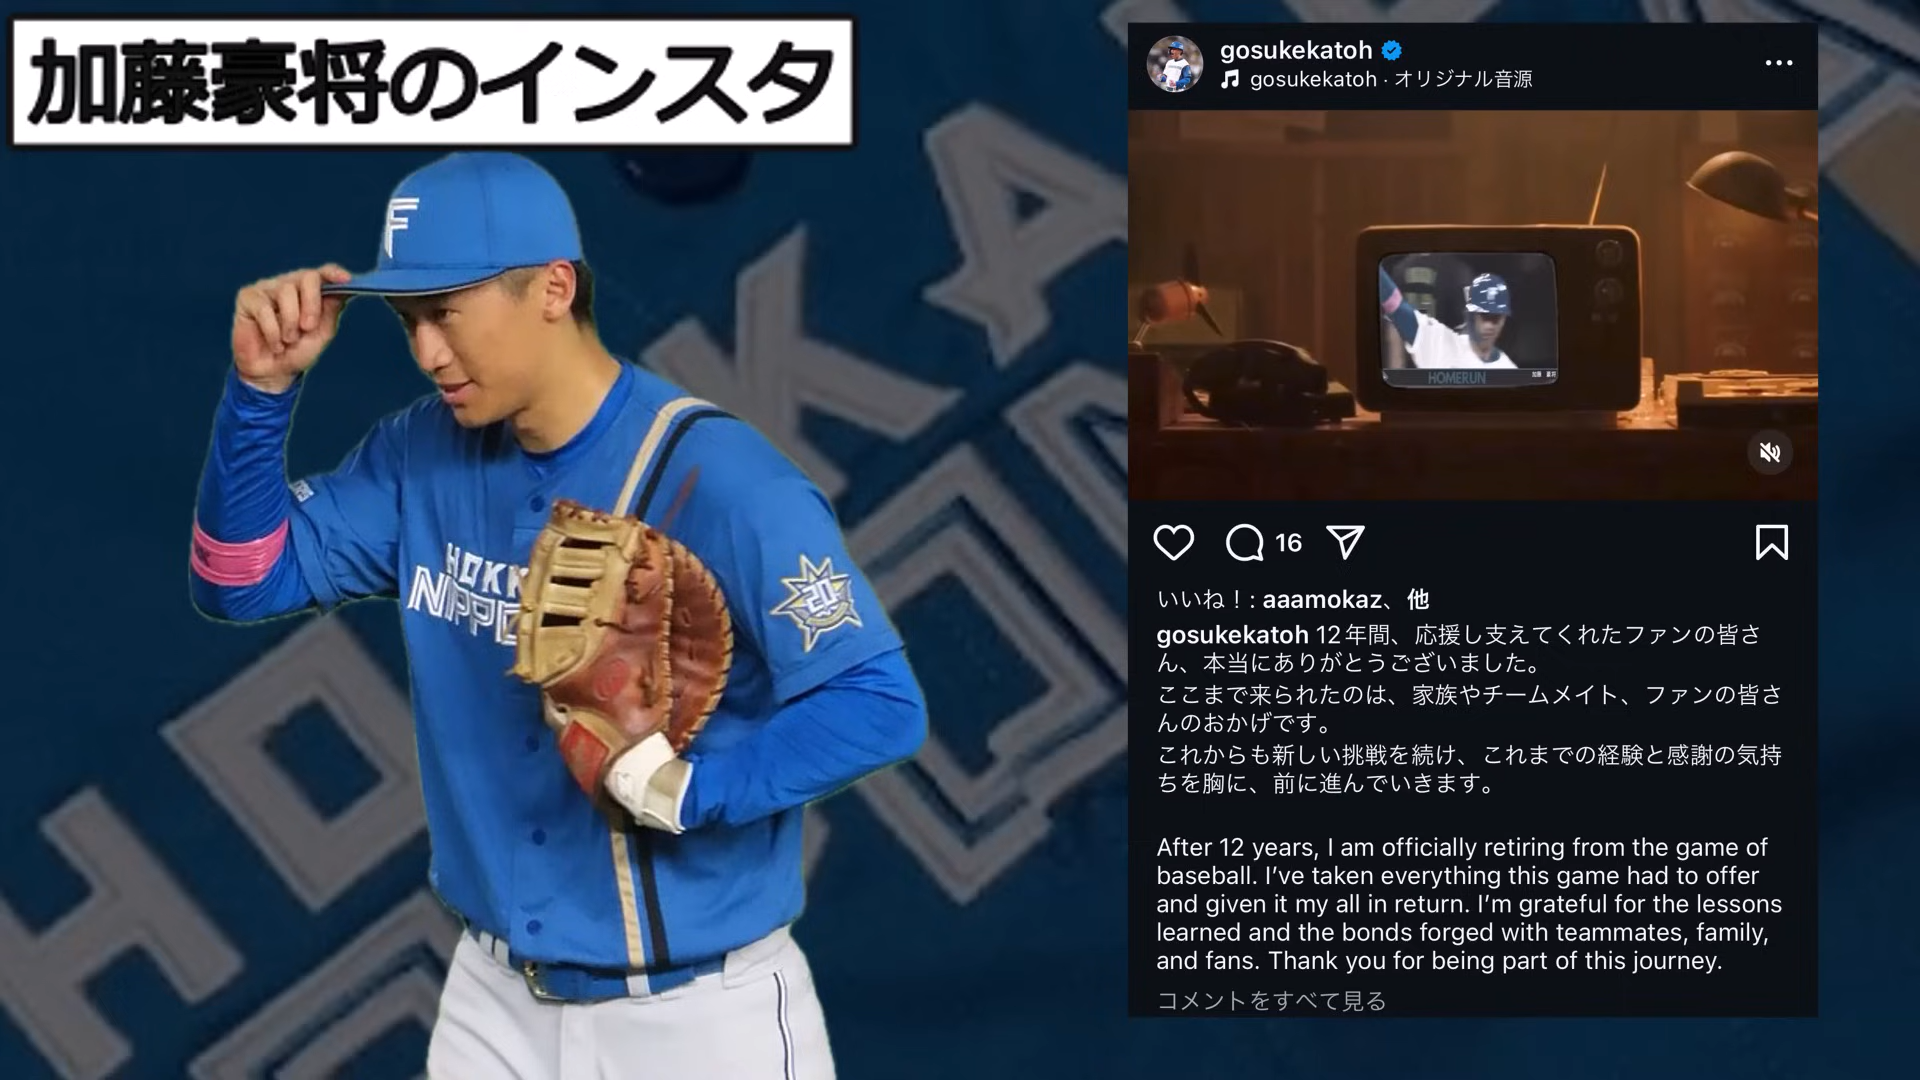 加藤豪将のインスタ
gosukekatoh
gosukekatoh · オリジナル音源
F
HOKK
NIPPO
20
HOMERUN
加藤 豪将
16
いいね！: aaamokaz、他
gosukekatoh 12年間、応援し支えてくれたファンの皆さ
ん、本当にありがとうございました。
ここまで来られたのは、家族やチームメイト、ファンの皆さ
んのおかげです。
これからも新しい挑戦を続け、これまでの経験と感謝の気持
ちを胸に、前に進んでいきます。
After 12 years, I am officially retiring from the game of
baseball. I’ve taken everything this game had to offer
and given it my all in return. I’m grateful for the lessons
learned and the bonds forged with teammates, family,
and fans. Thank you for being part of this journey.
コメントをすべて見る